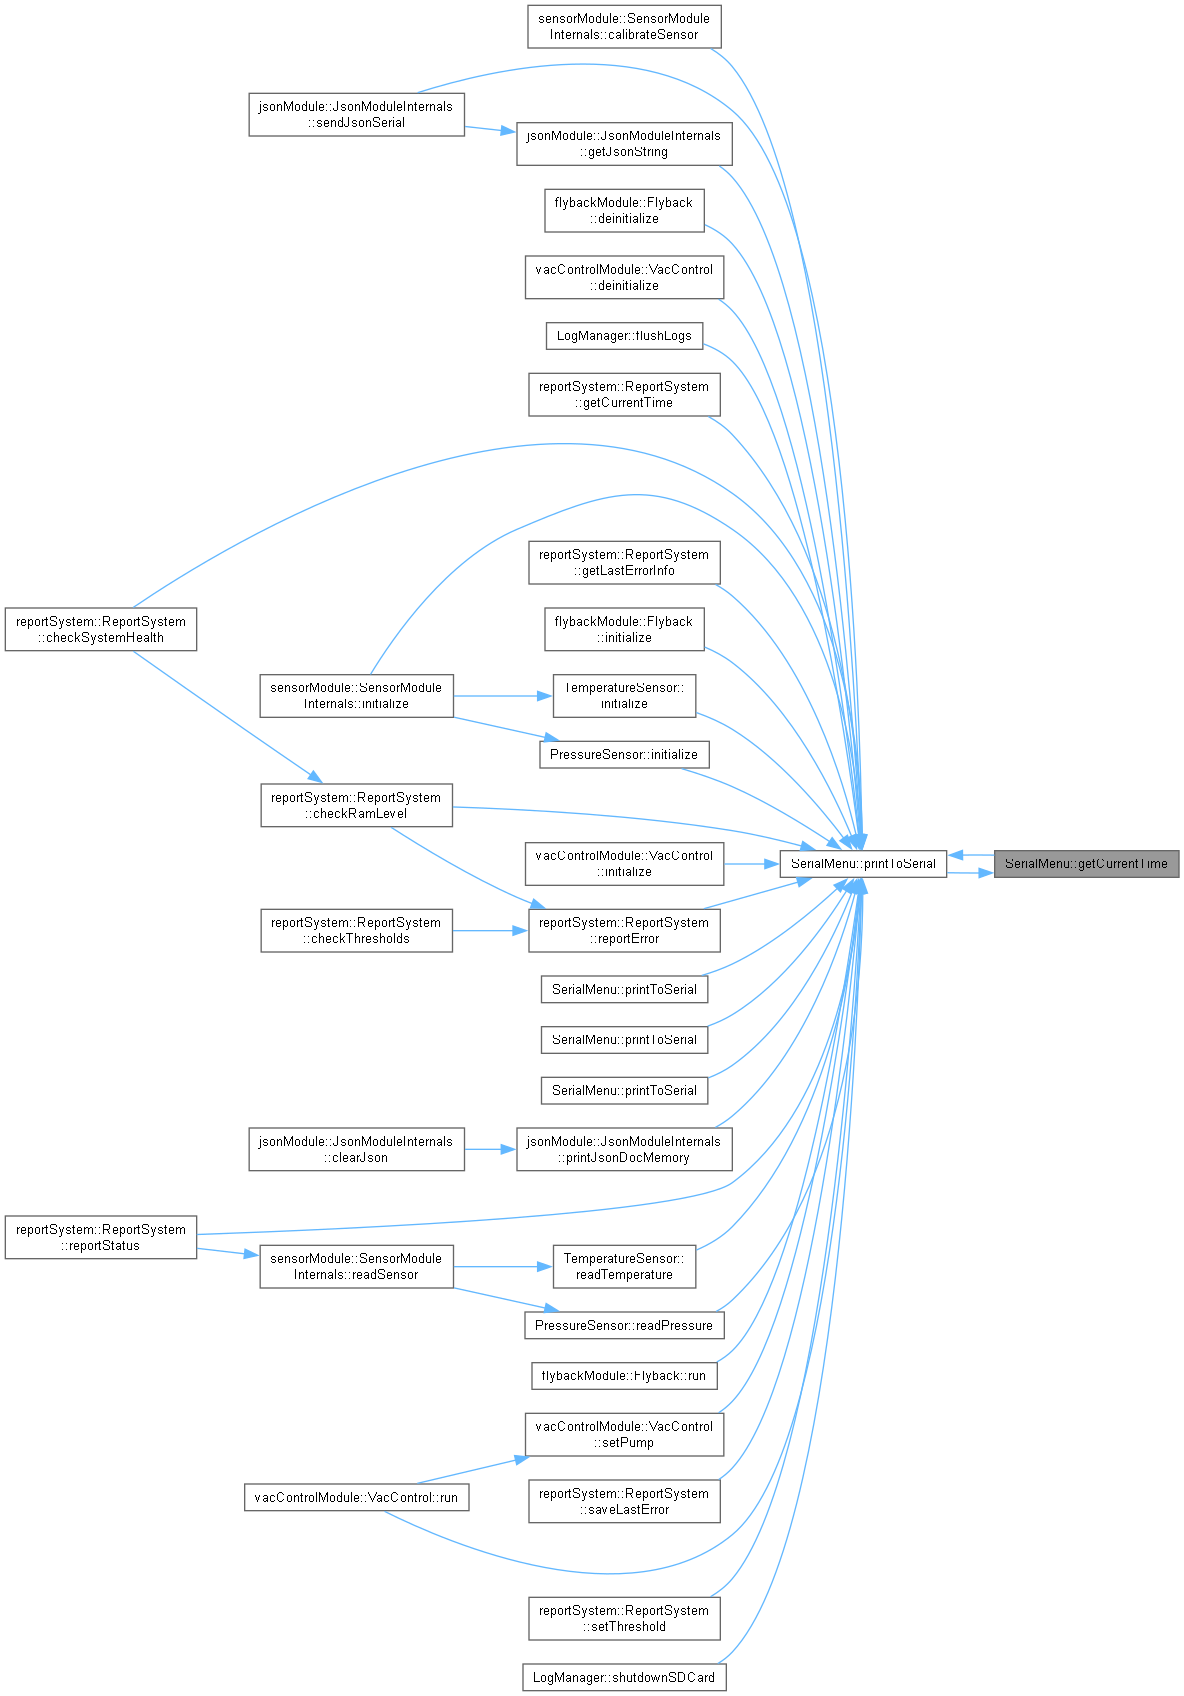 sensorModule::SensorModule
Internals::calibrateSensor
jsonModule::JsonModuleInternals
::sendJsonSerial
jsonModule::JsonModuleInternals
::getJsonString
flybackModule::Flyback
::deinitialize
vacControlModule::VacControl
::deinitialize
LogManager::flushLogs
reportSystem::ReportSystem
::getCurrentTime
reportSystem::ReportSystem
::getLastErrorInfo
reportSystem::ReportSystem
::checkSystemHealth
flybackModule::Flyback
::initialize
sensorModule::SensorModule
Internals::initialize
TemperatureSensor::
initialize
PressureSensor::initialize
reportSystem::ReportSystem
::checkRamLevel
vacControlModule::VacControl
::initialize
SerialMenu::printToSerial
SerialMenu::getCurrentTime
reportSystem::ReportSystem
::checkThresholds
reportSystem::ReportSystem
::reportError
SerialMenu::printToSerial
SerialMenu::printToSerial
SerialMenu::printToSerial
jsonModule::JsonModuleInternals
::clearJson
jsonModule::JsonModuleInternals
::printJsonDocMemory
reportSystem::ReportSystem
::reportStatus
sensorModule::SensorModule
Internals::readSensor
TemperatureSensor::
readTemperature
PressureSensor::readPressure
flybackModule::Flyback::run
vacControlModule::VacControl
::setPump
vacControlModule::VacControl::run
reportSystem::ReportSystem
::saveLastError
reportSystem::ReportSystem
::setThreshold
LogManager::shutdownSDCard